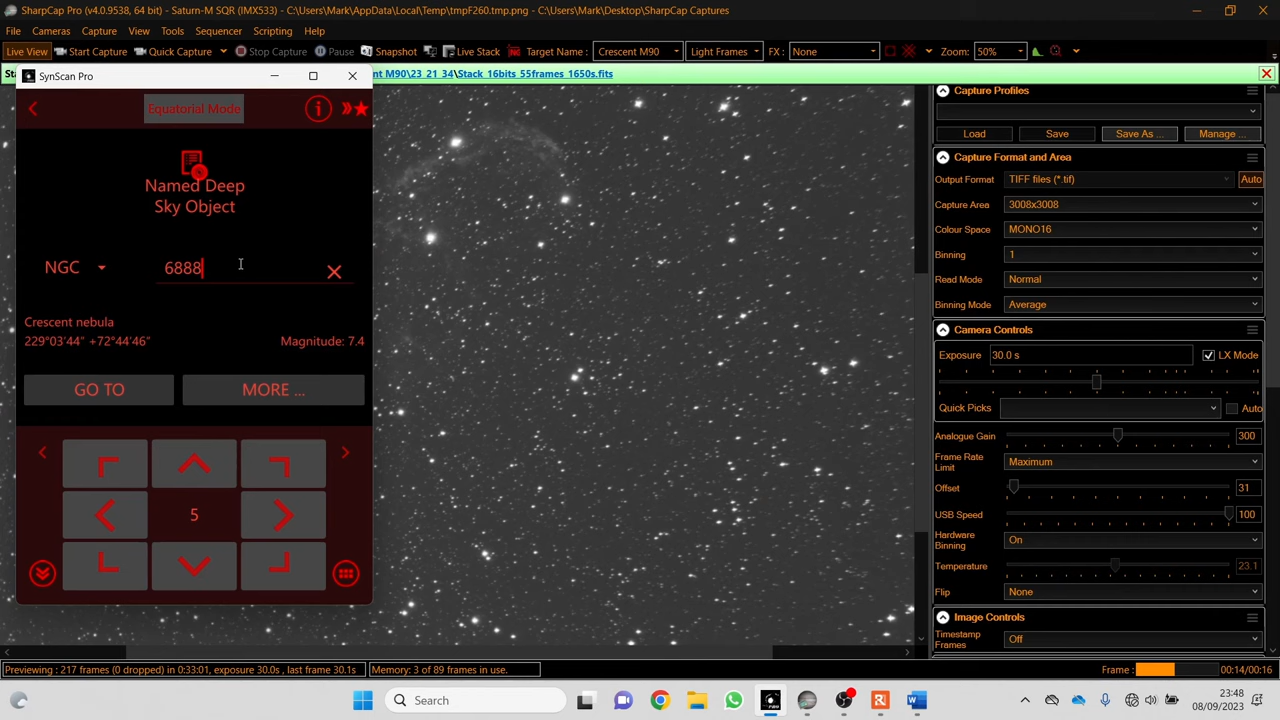 SharpCap Pro (v4.0.9538, 64 bit) - Saturn-M SQR (IMX533) - C:\Users\Mark\AppData\Local\Temp\tmpF260.tmp.png - C:\Users\Mark\Desktop\SharpCap Captures
File Cameras Capture View Tools Sequencer Scripting Help
Live View Start Capture Quick Capture Stop Capture Pause Snapshot Live Stack Target Name : Crescent M90 Light Frames FX : None Zoom: 50%
nt M90\23_21_34\Stack_16bits_55frames_1650s.fits
SynScan Pro
Equatorial Mode
Named Deep
Sky Object
NGC 6888
Crescent nebula
229°03'44" +72°44'46" Magnitude: 7.4
GO TO MORE ...
5
Capture Profiles
Load Save Save As ... Manage ...
Capture Format and Area
Output Format TIFF files (*.tif) Auto
Capture Area 3008x3008
Colour Space MONO16
Binning 1
Read Mode Normal
Binning Mode Average
Camera Controls
Exposure 30.0 s LX Mode
Quick Picks Auto
Analogue Gain 300
Frame Rate
Limit Maximum
Offset 31
USB Speed 100
Hardware
Binning On
Temperature 23.1
Flip None
Image Controls
Timestamp
Frames Off
Previewing : 217 frames (0 dropped) in 0:33:01, exposure 30.0s , last frame 30.1s Memory: 3 of 89 frames in use. Frame : 00:14/00:16
Search
23:48
08/09/2023